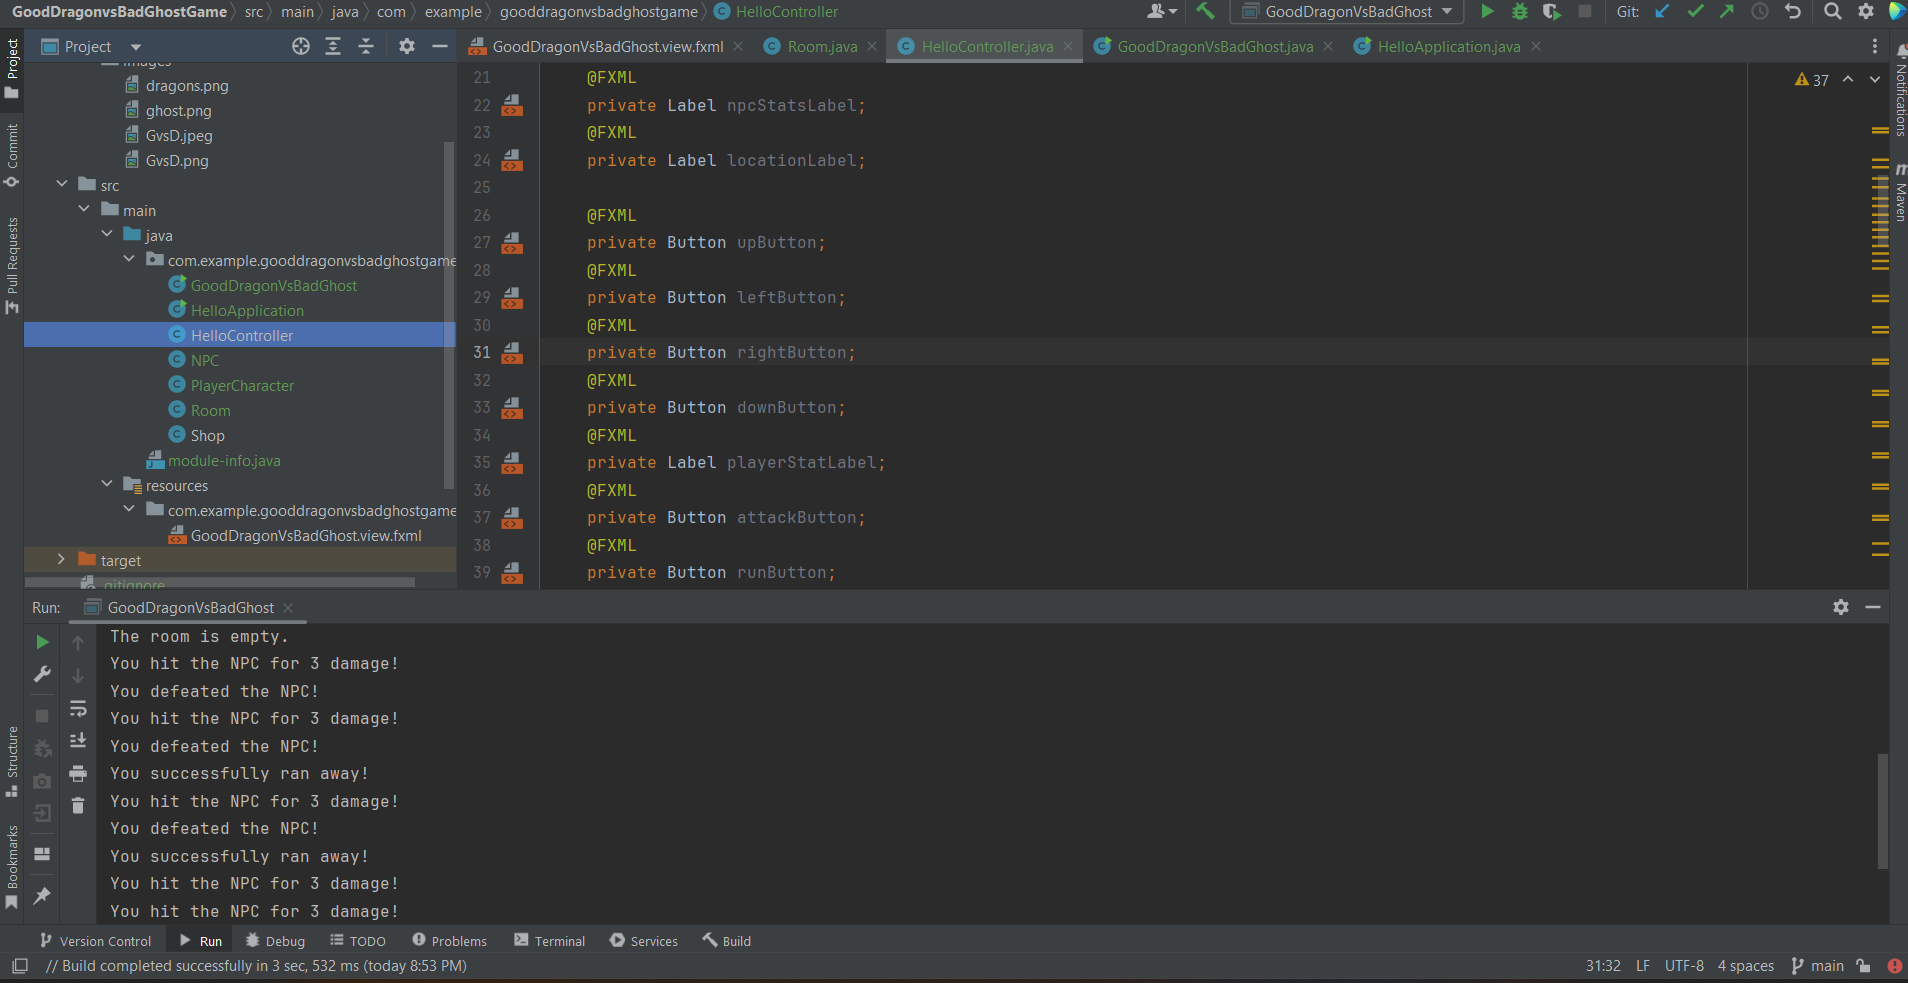 GoodDragonvsBadGhostGame src main java com example gooddragonvsbadghostgame HelloController
GoodDragonVsBadGhost
Git:
Project
GoodDragonVsBadGhost.view.fxml
Room.java
HelloController.java
GoodDragonVsBadGhost.java
HelloApplication.java
Project
Commit
Pull Requests
Structure
Bookmarks
images
dragons.png
ghost.png
GvsD.jpeg
GvsD.png
src
main
java
com.example.gooddragonvsbadghostgame
GoodDragonVsBadGhost
HelloApplication
HelloController
NPC
PlayerCharacter
Room
Shop
module-info.java
resources
com.example.gooddragonvsbadghostgame
GoodDragonVsBadGhost.view.fxml
target
.gitignore
21 @FXML
22 private Label npcStatsLabel;
23 @FXML
24 private Label locationLabel;
25
26 @FXML
27 private Button upButton;
28 @FXML
29 private Button leftButton;
30 @FXML
31 private Button rightButton;
32 @FXML
33 private Button downButton;
34 @FXML
35 private Label playerStatLabel;
36 @FXML
37 private Button attackButton;
38 @FXML
39 private Button runButton;
37
Notifications
Maven
Run: GoodDragonVsBadGhost
The room is empty.
You hit the NPC for 3 damage!
You defeated the NPC!
You hit the NPC for 3 damage!
You defeated the NPC!
You successfully ran away!
You hit the NPC for 3 damage!
You defeated the NPC!
You successfully ran away!
You hit the NPC for 3 damage!
You hit the NPC for 3 damage!
Version Control Run Debug TODO Problems Terminal Services Build
// Build completed successfully in 3 sec, 532 ms (today 8:53 PM)
31:32 LF UTF-8 4 spaces main